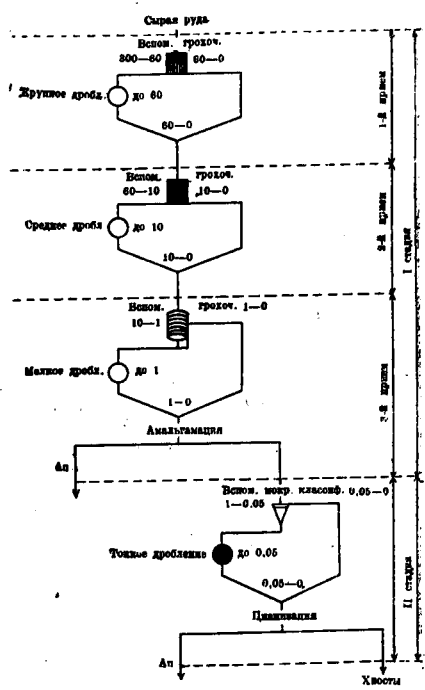 Сырая руда
Вспом. грохоч.
300—60 60—0
Крупное дробл. до 60
60—0
1-й прием
Вспом. грохоч.
60—10 10—0
Среднее дробл до 10
10—0
2-й прием
I стадия
Вспом. грохоч. 1—0
10—1
Мелкое дробл. до 1
1—0
3-й прием
Амальгамация
Ап
Вспом. мокр. классиф. 0,05—0
1—0.05
Тонкое дробление до 0,05
0,05—0
II стадия
Цианизация
Ап
Хвосты